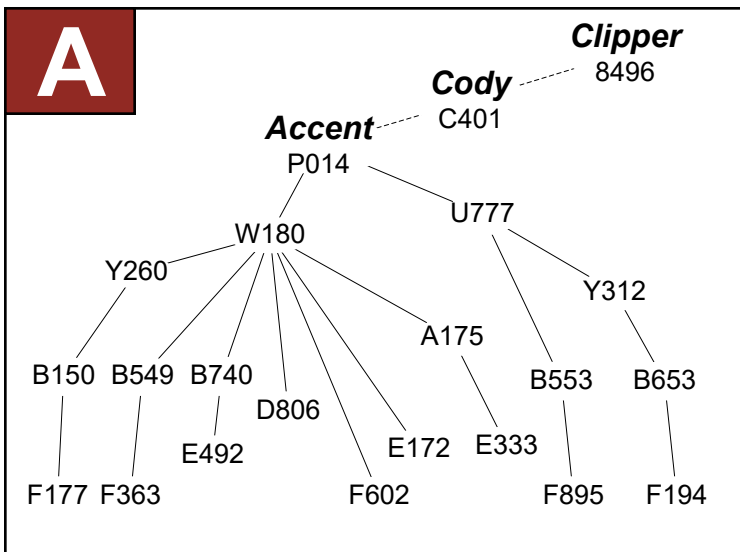 A
Clipper
8496
Cody
C401
Accent
P014
U777
W180
Y260
Y312
A175
B150 B549 B740 B553 B653
D806
E492 E172 E333
F177 F363 F602 F895 F194